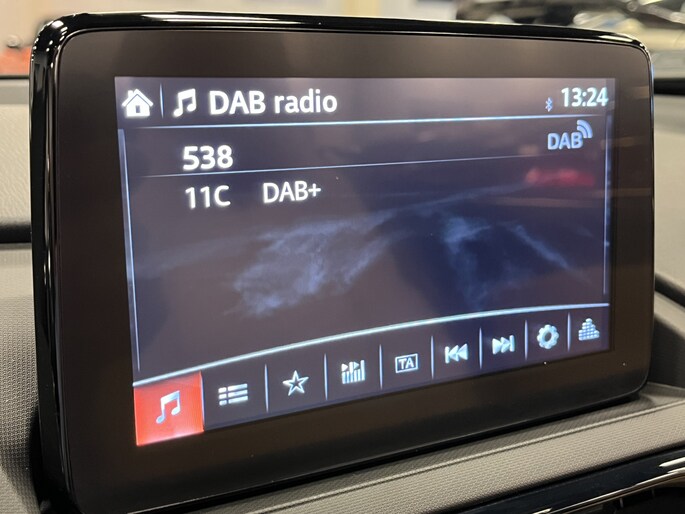 DAB radio 13:24
538 DAB
11C DAB+
TA